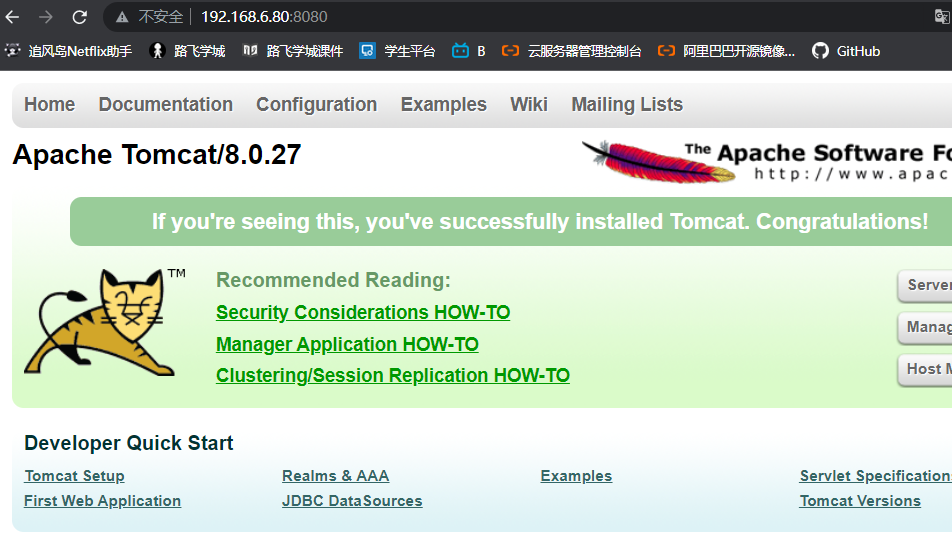 不安全 192.168.6.80:8080
追风岛Netflix助手 路飞学城 路飞学城课件 学生平台 B 云服务器管理控制台 阿里巴巴开源镜像... GitHub
Home Documentation Configuration Examples Wiki Mailing Lists
Apache Tomcat/8.0.27
The Apache Software Fo
http://www.apac
If you're seeing this, you've successfully installed Tomcat. Congratulations!
TM
Recommended Reading:
Security Considerations HOW-TO
Manager Application HOW-TO
Clustering/Session Replication HOW-TO
Server
Manag
Host M
Developer Quick Start
Tomcat Setup Realms & AAA Examples Servlet Specifications
First Web Application JDBC DataSources Tomcat Versions